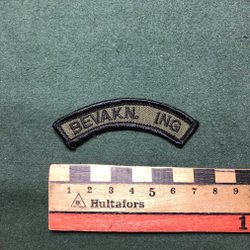 BEVAKN. ING
1 2 3 4 5 6 7 8 9
Hultafors
1